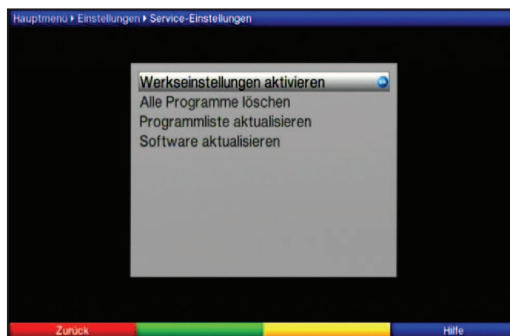 Hauptmenü ▸ Einstellungen ▸ Service-Einstellungen
Werkseinstellungen aktivieren
Alle Programme löschen
Programmliste aktualisieren
Software aktualisieren
Zurück
Hilfe